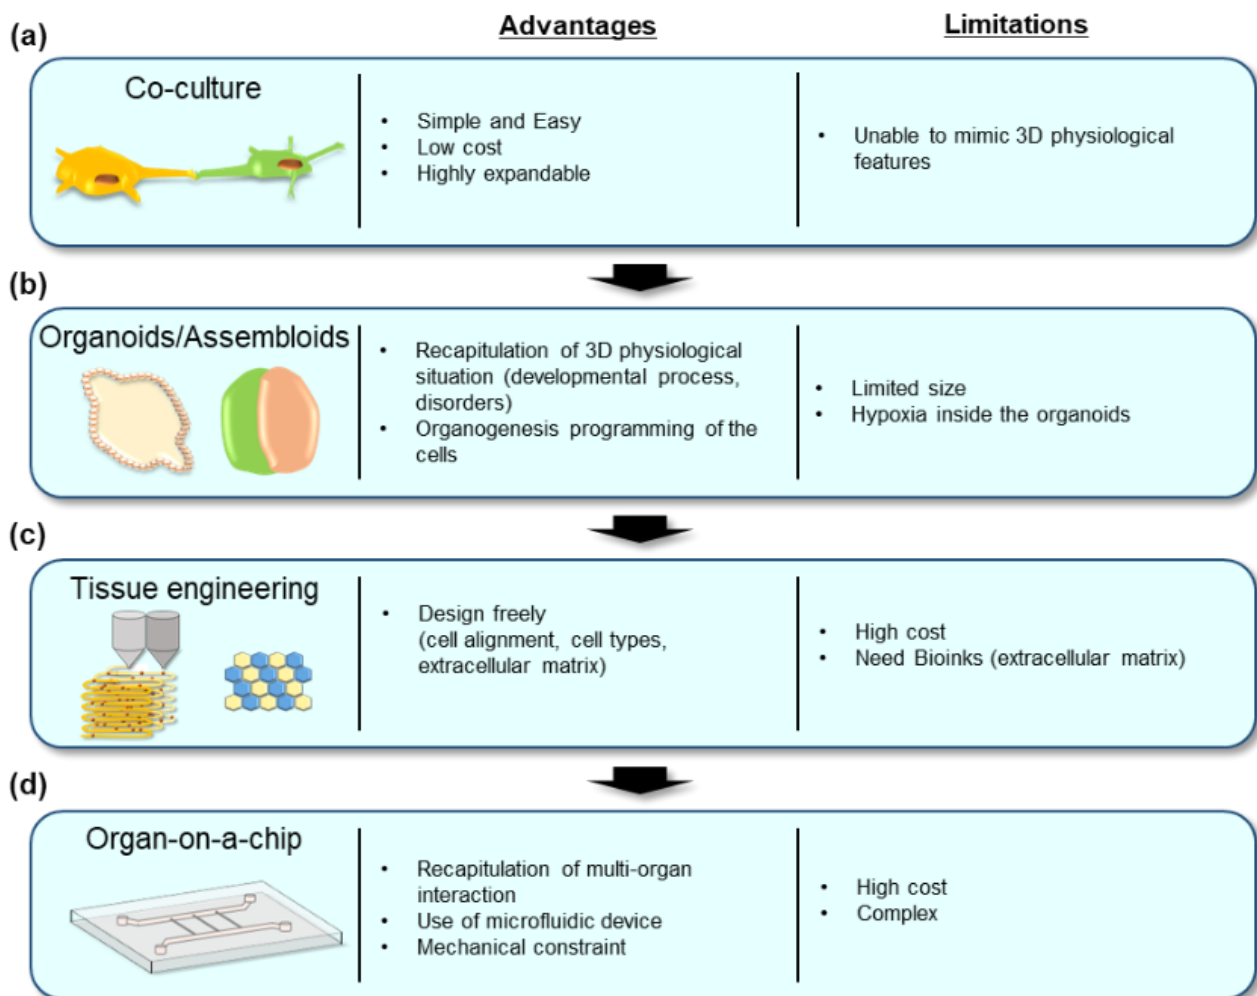 Advantages
Limitations
(a)
Co-culture
• Simple and Easy
• Low cost
• Highly expandable
• Unable to mimic 3D physiological
features
(b)
Organoids/Assembloids
• Recapitulation of 3D physiological
situation (developmental process,
disorders)
• Organogenesis programming of the
cells
• Limited size
• Hypoxia inside the organoids
(c)
Tissue engineering
• Design freely
(cell alignment, cell types,
extracellular matrix)
• High cost
• Need Bioinks (extracellular matrix)
(d)
Organ-on-a-chip
• Recapitulation of multi-organ
interaction
• Use of microfluidic device
• Mechanical constraint
• High cost
• Complex